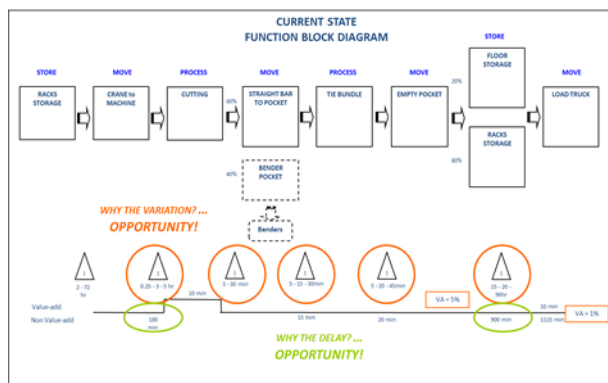 CURRENT STATE
FUNCTION BLOCK DIAGRAM
STORE
MOVE
PROCESS
MOVE
PROCESS
MOVE
STORE
MOVE
RACKS
STORAGE
CRANE to
MACHINE
CUTTING
60%
STRAIGHT BAR
TO POCKET
TIE BUNDLE
EMPTY POCKET
20%
FLOOR
STORAGE
80%
RACKS
STORAGE
LOAD TRUCK
40%
BENDER
POCKET
Benders
WHY THE VARIATION? ...
OPPORTUNITY!
I
I
I
I
I
I
2 - 72
hr
0.25 - 3 - 5 hr
3 - 30 min
5 - 15 - 30min
5 - 20 - 45min
15 - 20 -
96hr
Value-add
Non Value-add
10 min
VA = 5%
180
min
15 min
20 min
900 min
10 min
1115 min
VA = 1%
WHY THE DELAY? ...
OPPORTUNITY!